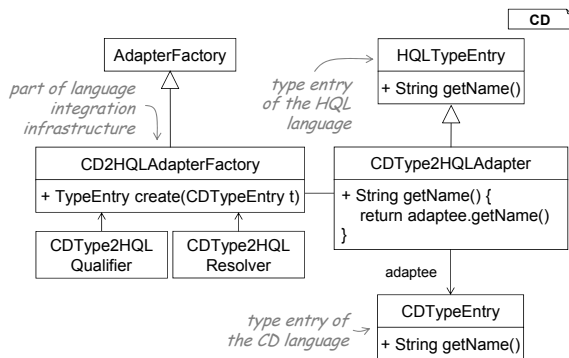 CD
AdapterFactory
HQLTypeEntry
+ String getName()
part of language
integration
infrastructure
type entry
of the HQL
language
CD2HQLAdapterFactory
+ TypeEntry create(CDTypeEntry t)
CDType2HQLAdapter
+ String getName() {
return adaptee.getName()
}
CDType2HQL
Qualifier
CDType2HQL
Resolver
adaptee
type entry of
the CD language
CDTypeEntry
+ String getName()